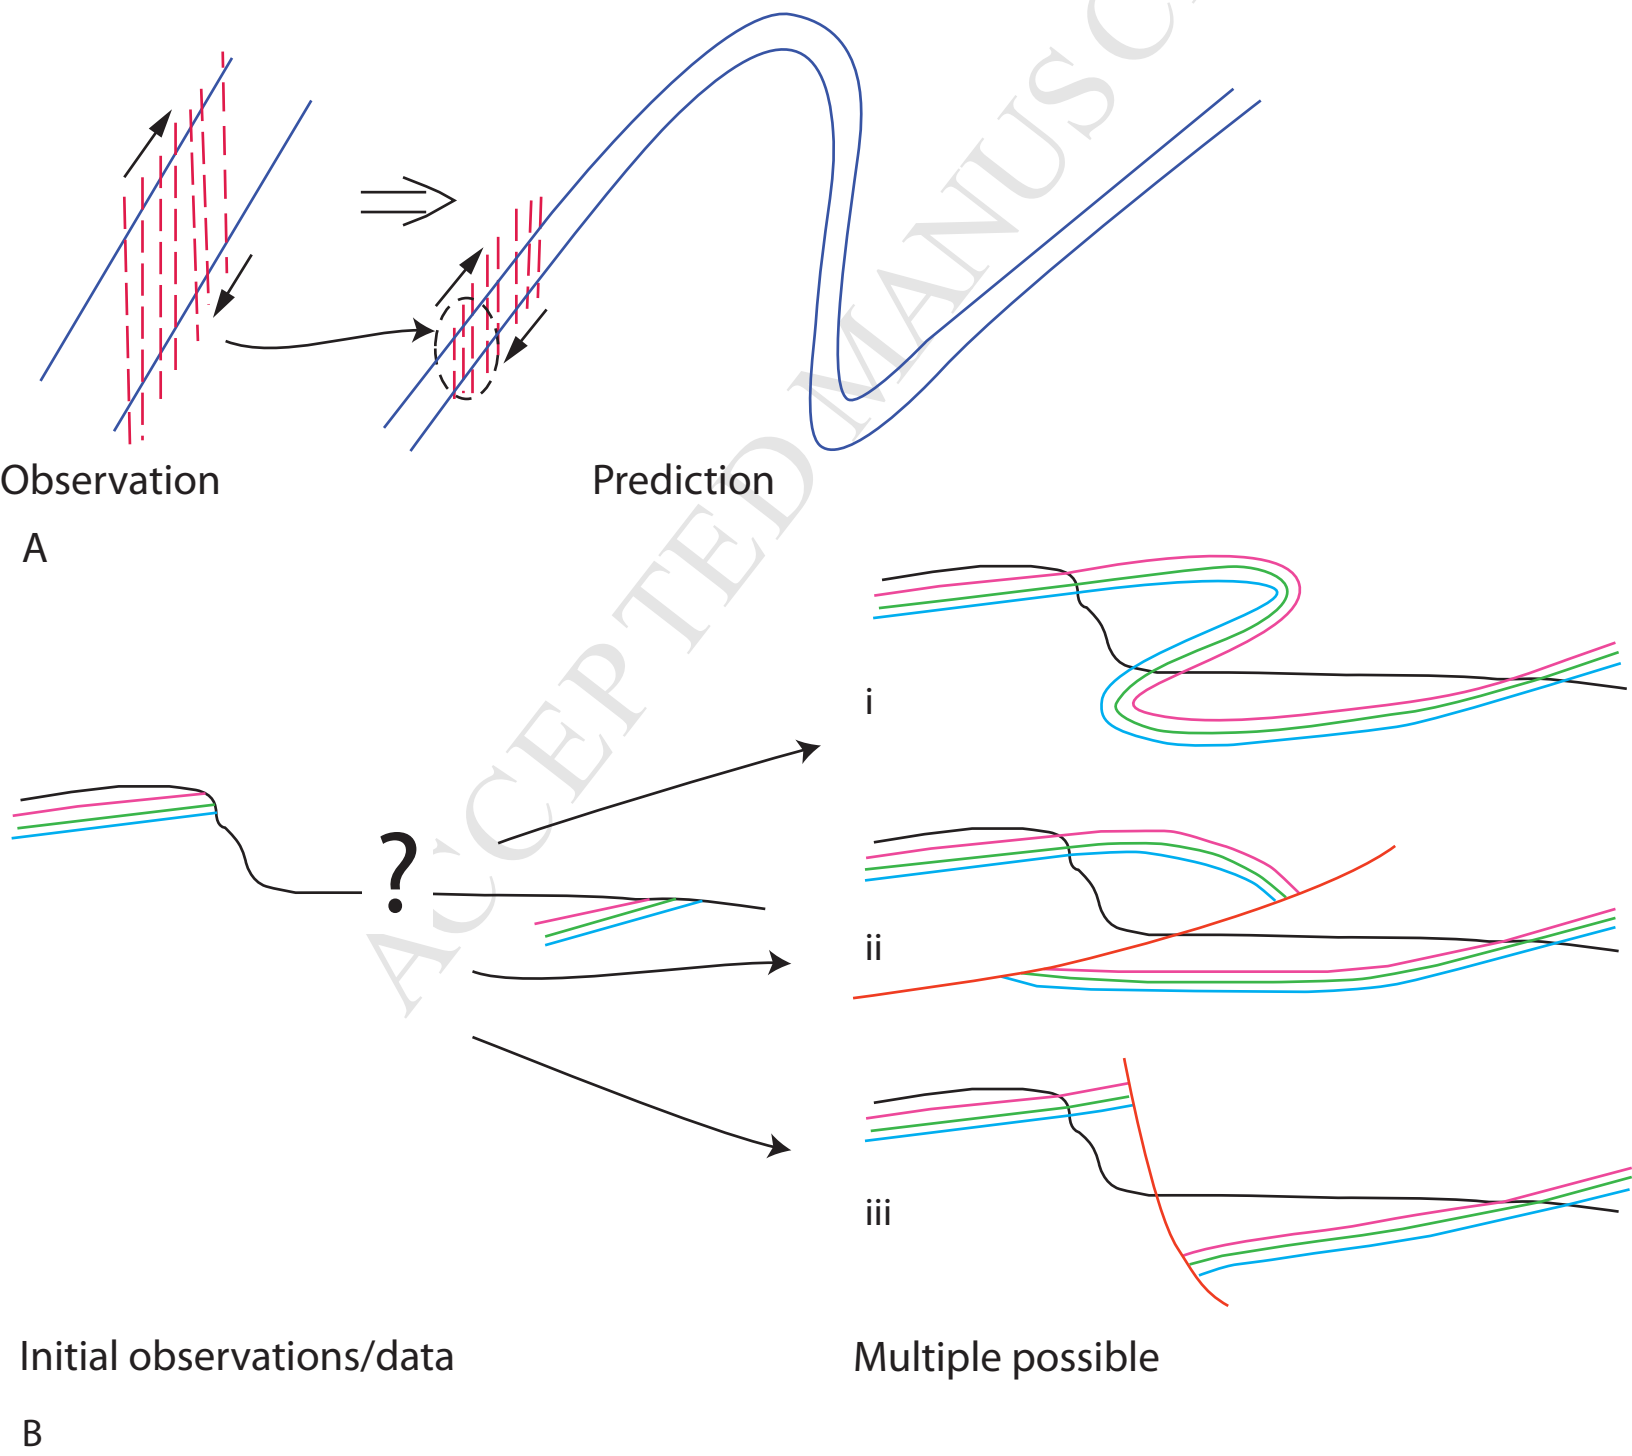 Observation
Prediction
A
?
i
ii
iii
Initial observations/data
Multiple possible
B
ACCEPTED MANUSC